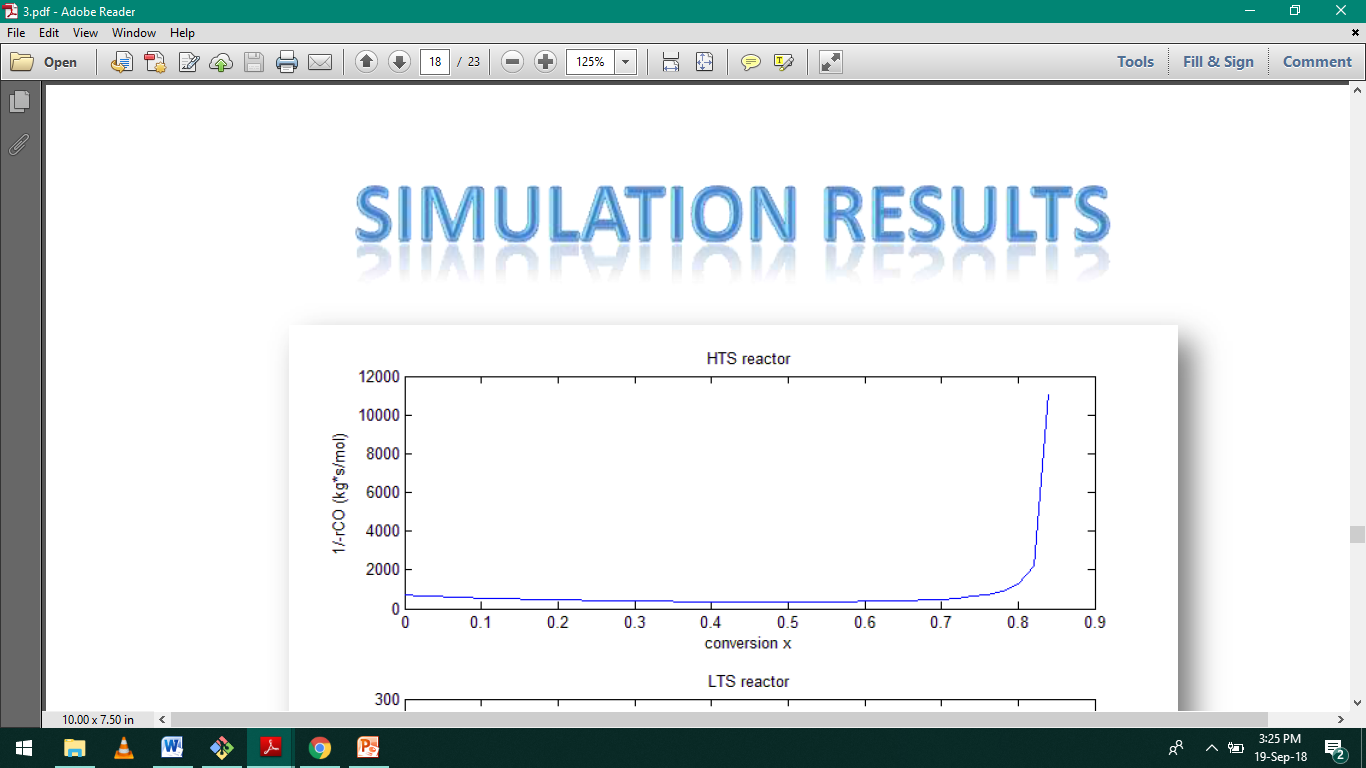 3.pdf - Adobe Reader
File Edit View Window Help
Open 18 / 23 125% Tools Fill & Sign Comment
SIMULATION RESULTS
HTS reactor
12000
10000
8000
6000
4000
2000
0
1/-rCO (kg*s/mol)
0 0.1 0.2 0.3 0.4 0.5 0.6 0.7 0.8 0.9
conversion x
LTS reactor
300
10.00 x 7.50 in
3:25 PM
19-Sep-18
2